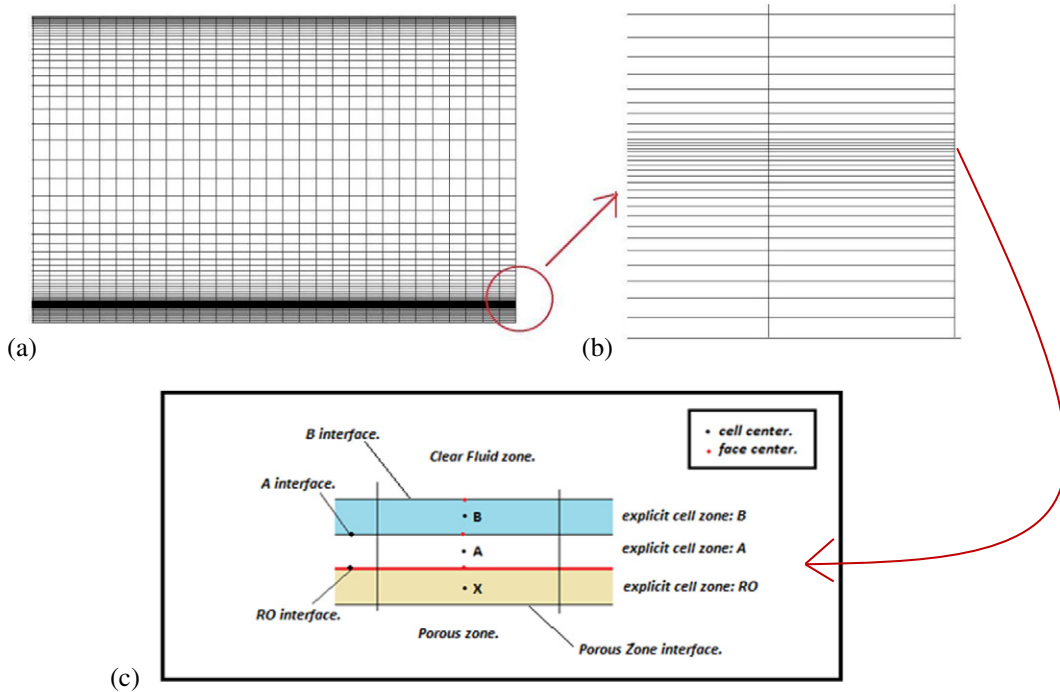 (a)
(b)
B interface.
Clear Fluid zone.
• cell center.
• face center.
A interface.
B
explicit cell zone: B
A
explicit cell zone: A
X
explicit cell zone: RO
RO interface.
Porous zone.
Porous Zone interface.
(c)